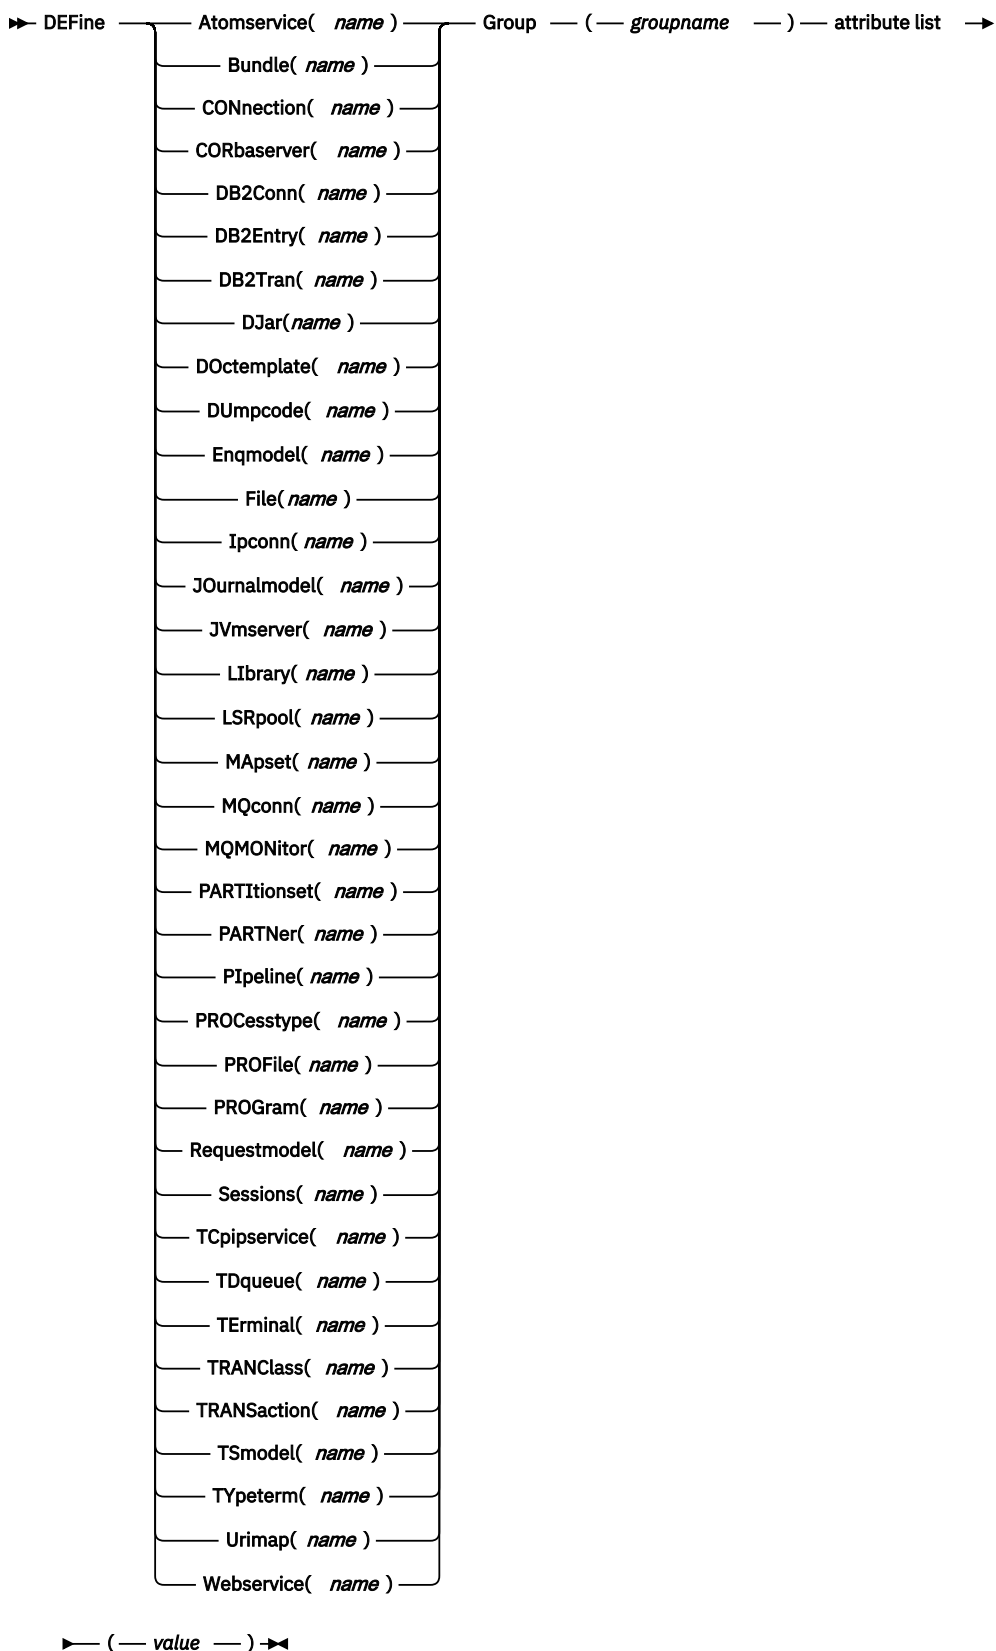 DEFine Atomservice( name ) Group ( groupname ) attribute list
Bundle( name )
CONnection( name )
CORbaserver( name )
DB2Conn( name )
DB2Entry( name )
DB2Tran( name )
DJar(name )
DOctemplate( name )
DUmpcode( name )
Enqmodel( name )
File(name )
Ipconn( name )
JOurnalmodel( name )
JVmserver( name )
LIbrary( name )
LSRpool( name )
MApset( name )
MQconn( name )
MQMONitor( name )
PARTItionset( name )
PARTNer( name )
PIpeline( name )
PROCesstype( name )
PROFile( name )
PROGram( name )
Requestmodel( name )
Sessions( name )
TCpipservice( name )
TDqueue( name )
TErminal( name )
TRANClass( name )
TRANSaction( name )
TSmodel( name )
TYpeterm( name )
Urimap( name )
Webservice( name )
( value )